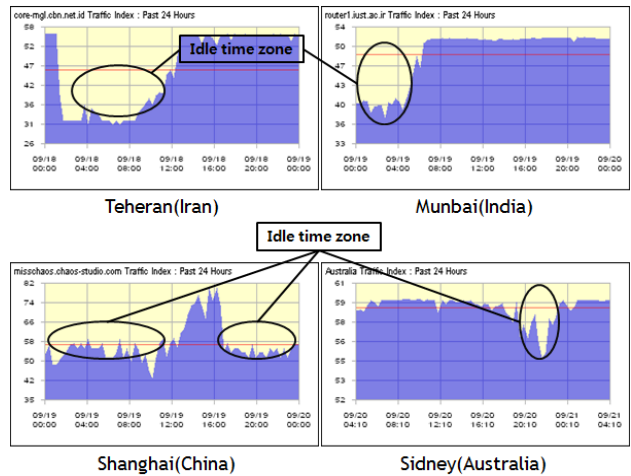 core-mgl.cbn.net.id Traffic Index : Past 24 Hours
58
53
47
42
36
31
26
09/18 09/18 09/18 09/18 09/18 09/18 09/19
00:00 04:00 08:00 12:00 16:00 20:00 00:00
Teheran(Iran)
Idle time zone
router1.iust.ac.ir Traffic Index : Past 24 Hours
54
50
47
43
40
36
33
09/19 09/19 09/19 09/19 09/19 09/19 09/20
00:00 04:00 08:00 12:00 16:00 20:00 00:00
Munbai(India)
Idle time zone
misschaos.chaos-studio.com Traffic Index : Past 24 Hours
82
74
66
58
50
42
35
09/19 09/19 09/19 09/19 09/19 09/19 09/20
00:00 04:00 08:00 12:00 16:00 20:00 00:00
Shanghai(China)
Australia Traffic Index : Past 24 Hours
61
59
58
56
55
53
52
09/20 09/20 09/20 09/20 09/20 09/21 09/21
04:10 08:10 12:10 16:10 20:10 00:10 04:10
Sidney(Australia)